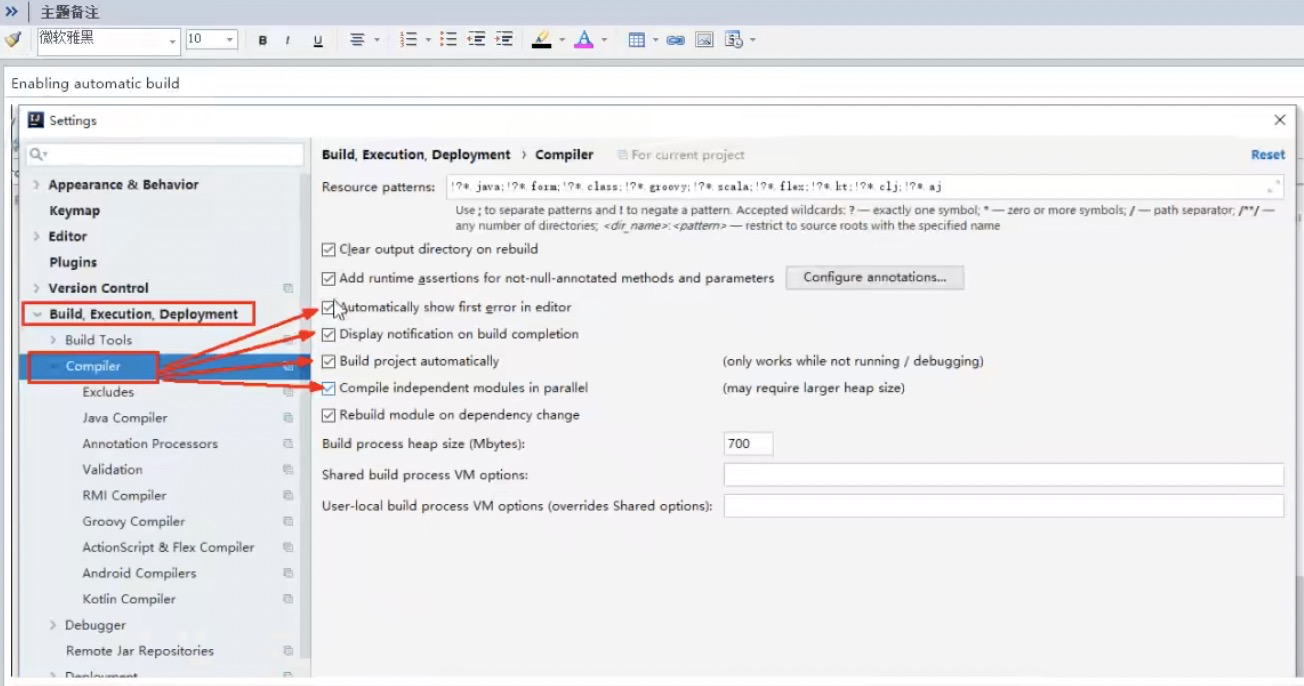 主题备注
微软雅黑
10
B I U
Enabling automatic build
Settings
Appearance & Behavior
Keymap
Editor
Plugins
Version Control
Build, Execution, Deployment
Build Tools
Compiler
Excludes
Java Compiler
Annotation Processors
Validation
RMI Compiler
Groovy Compiler
ActionScript & Flex Compiler
Android Compilers
Kotlin Compiler
Debugger
Remote Jar Repositories
Deployment
Build, Execution, Deployment › Compiler
For current project
Reset
Resource patterns: !?*.java;!?*.form;!?*.class;!?*.groovy;!?*.scala;!?*.flex;!?*.kt;!?*.clj;!?*.aj
Use ; to separate patterns and ! to negate a pattern. Accepted wildcards: ? — exactly one symbol; * — zero or more symbols; / — path separator; /**/ —
any number of directories; <dir_name>:<pattern> — restrict to source roots with the specified name
Clear output directory on rebuild
Add runtime assertions for not-null-annotated methods and parameters
Configure annotations...
Automatically show first error in editor
Display notification on build completion
Build project automatically (only works while not running / debugging)
Compile independent modules in parallel (may require larger heap size)
Rebuild module on dependency change
Build process heap size (Mbytes): 700
Shared build process VM options:
User-local build process VM options (overrides Shared options):